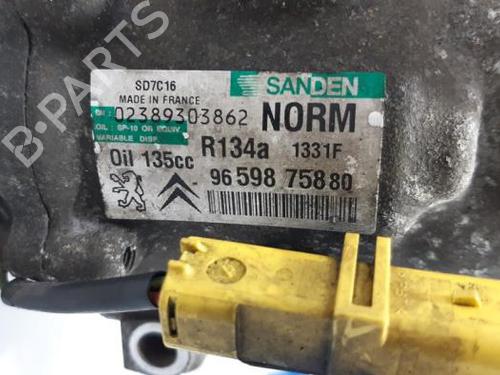 SD7C16
SANDEN
MADE IN FRANCE
02389303862
NORM
OIL : SP-10 OR EQUIV.
VARIABLE DISP.
Oil 135cc
R134a
1331F
96 598 758 80